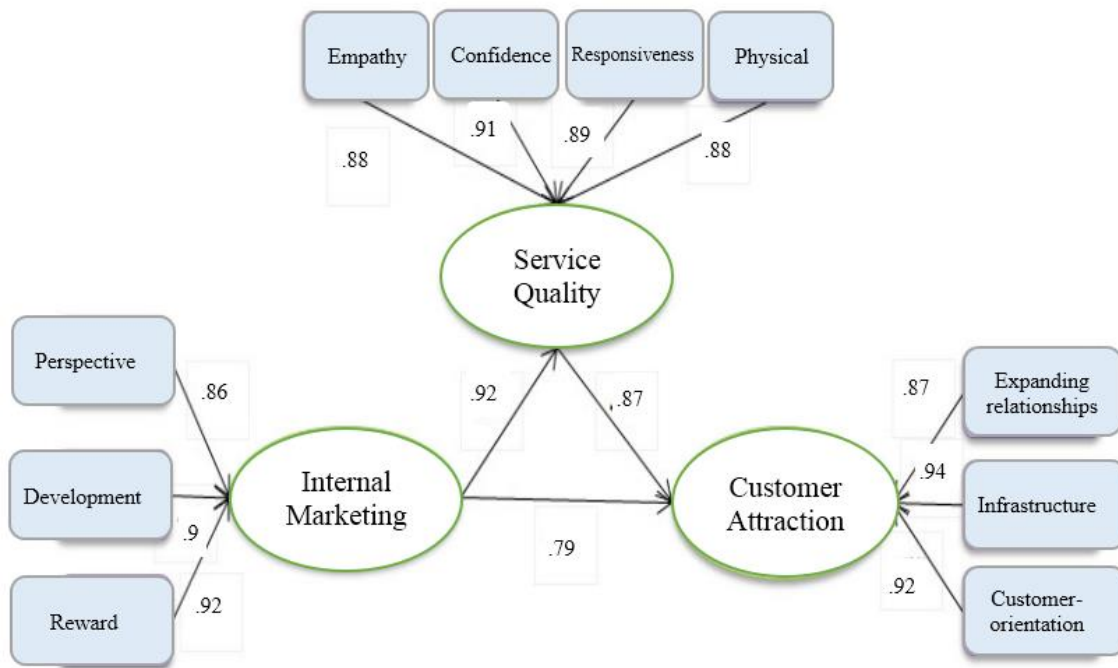 Empathy
Confidence
Responsiveness
Physical
.88
.91
.89
.88
Service
Quality
Perspective
.86
.92
.87
.87
Expanding
relationships
Development
.9
Internal
Marketing
Customer
Attraction
.94
Infrastructure
.79
Reward
.92
.92
Customer-
orientation